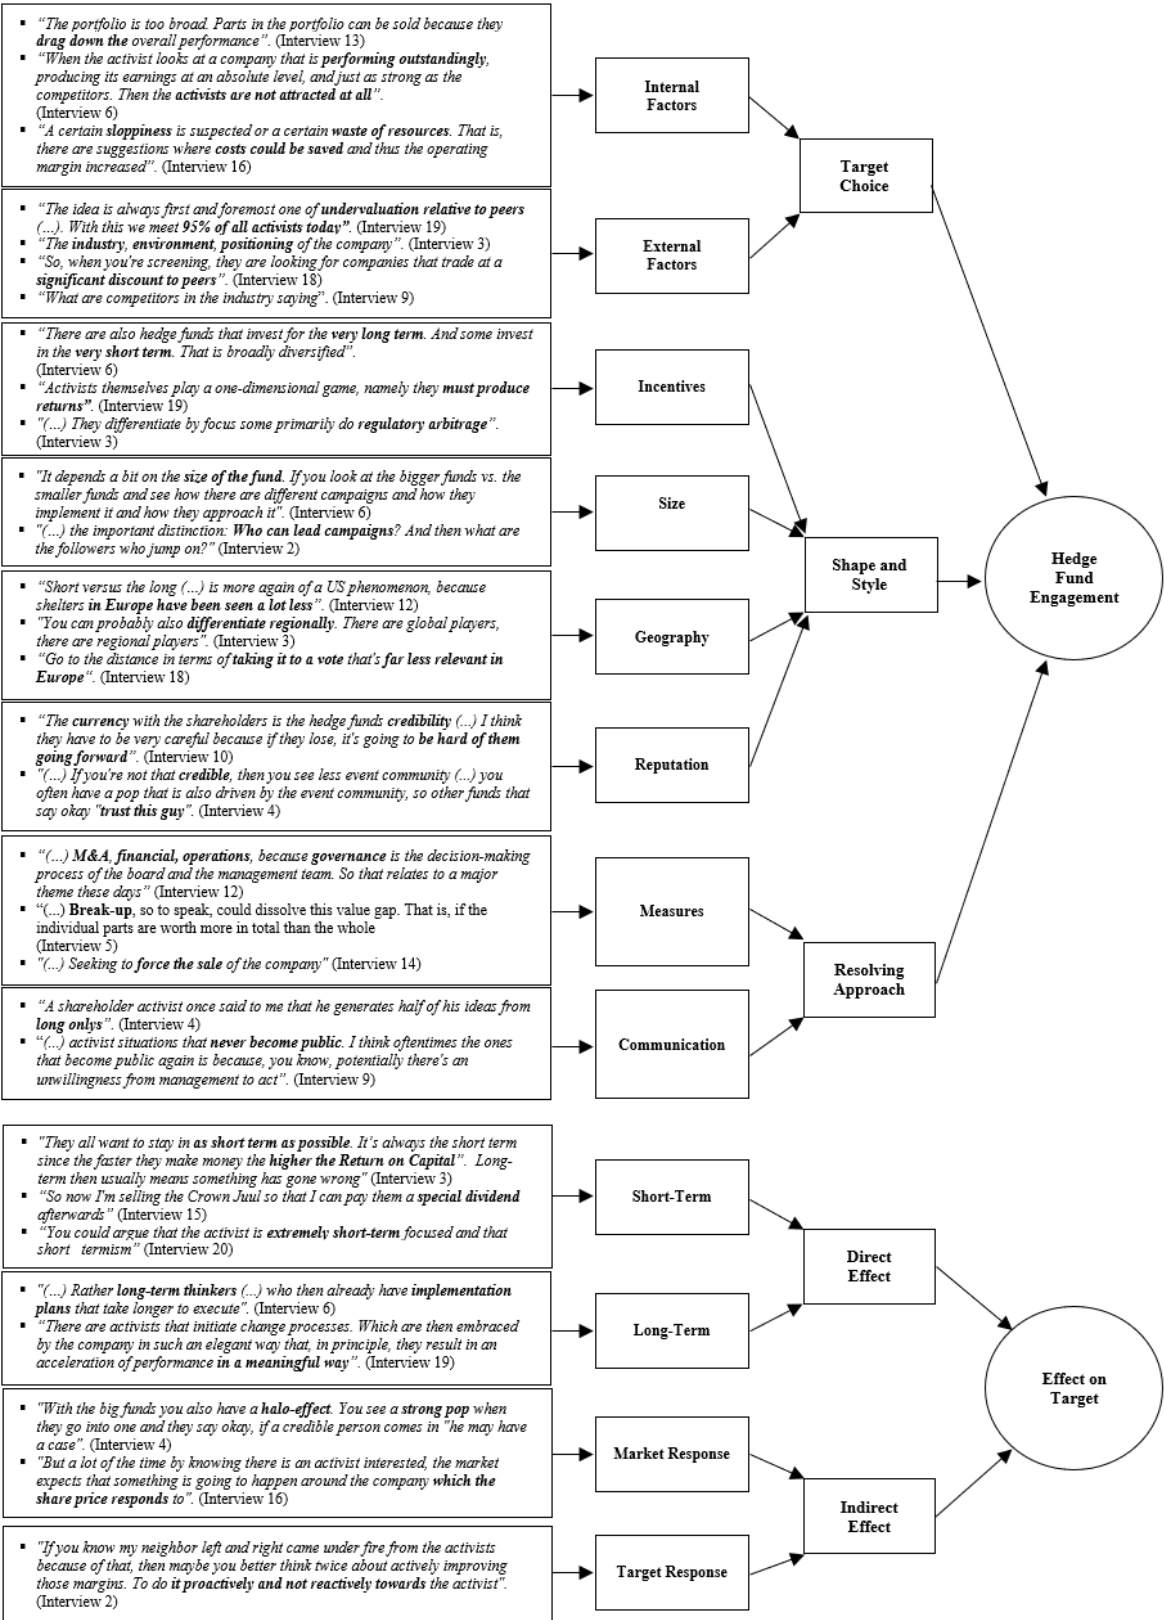 ▪ “The portfolio is too broad. Parts in the portfolio can be sold because they
drag down the overall performance”. (Interview 13)
▪ “When the activist looks at a company that is performing outstandingly,
producing its earnings at an absolute level, and just as strong as the
competitors. Then the activists are not attracted at all”.
(Interview 6)
▪ “A certain sloppiness is suspected or a certain waste of resources. That is,
there are suggestions where costs could be saved and thus the operating
margin increased”. (Interview 16)
Internal
Factors
▪ “The idea is always first and foremost one of undervaluation relative to peers
(...). With this we meet 95% of all activists today”. (Interview 19)
▪ “The industry, environment, positioning of the company”. (Interview 3)
▪ “So, when you're screening, they are looking for companies that trade at a
significant discount to peers”. (Interview 18)
▪ “What are competitors in the industry saying”. (Interview 9)
External
Factors
Target
Choice
▪ “There are also hedge funds that invest for the very long term. And some invest
in the very short term. That is broadly diversified”.
(Interview 6)
▪ “Activists themselves play a one-dimensional game, namely they must produce
returns”. (Interview 19)
▪ "(...) They differentiate by focus some primarily do regulatory arbitrage”.
(Interview 3)
Incentives
▪ "It depends a bit on the size of the fund. If you look at the bigger funds vs. the
smaller funds and see how there are different campaigns and how they
implement it and how they approach it". (Interview 6)
▪ "(...) the important distinction: Who can lead campaigns? And then what are
the followers who jump on?" (Interview 2)
Size
▪ “Short versus the long (...) is more again of a US phenomenon, because
shelters in Europe have been seen a lot less”. (Interview 12)
▪ "You can probably also differentiate regionally. There are global players,
there are regional players". (Interview 3)
▪ “Go to the distance in terms of taking it to a vote that's far less relevant in
Europe“. (Interview 18)
Geography
▪ “The currency with the shareholders is the hedge funds credibility (...) I think
they have to be very careful because if they lose, it's going to be hard of them
going forward”. (Interview 10)
▪ "(...) If you're not that credible, then you see less event community (...) you
often have a pop that is also driven by the event community, so other funds that
say okay "trust this guy". (Interview 4)
Reputation
Shape and
Style
▪ “(...) M&A, financial, operations, because governance is the decision-making
process of the board and the management team. So that relates to a major
theme these days” (Interview 12)
▪ “(...) Break-up, so to speak, could dissolve this value gap. That is, if the
individual parts are worth more in total than the whole
(Interview 5)
▪ "(...) Seeking to force the sale of the company" (Interview 14)
Measures
▪ “A shareholder activist once said to me that he generates half of his ideas from
long onlys”. (Interview 4)
▪ “(...) activist situations that never become public. I think oftentimes the ones
that become public again is because, you know, potentially there's an
unwillingness from management to act”. (Interview 9)
Communication
Resolving
Approach
Hedge
Fund
Engagement
▪ "They all want to stay in as short term as possible. It’s always the short term
since the faster they make money the higher the Return on Capital”. Long-
term then usually means something has gone wrong" (Interview 3)
▪ “So now I'm selling the Crown Juul so that I can pay them a special dividend
afterwards” (Interview 15)
▪ “You could argue that the activist is extremely short-term focused and that
short termism” (Interview 20)
Short-Term
▪ "(...) Rather long-term thinkers (...) who then already have implementation
plans that take longer to execute". (Interview 6)
▪ “There are activists that initiate change processes. Which are then embraced
by the company in such an elegant way that, in principle, they result in an
acceleration of performance in a meaningful way”. (Interview 19)
Long-Term
Direct
Effect
▪ "With the big funds you also have a halo-effect. You see a strong pop when
they go into one and they say okay, if a credible person comes in "he may have
a case". (Interview 4)
▪ "But a lot of the time by knowing there is an activist interested, the market
expects that something is going to happen around the company which the
share price responds to". (Interview 16)
Market Response
▪ "If you know my neighbor left and right came under fire from the activists
because of that, then maybe you better think twice about actively improving
those margins. To do it proactively and not reactively towards the activist".
(Interview 2)
Target Response
Indirect
Effect
Effect on
Target